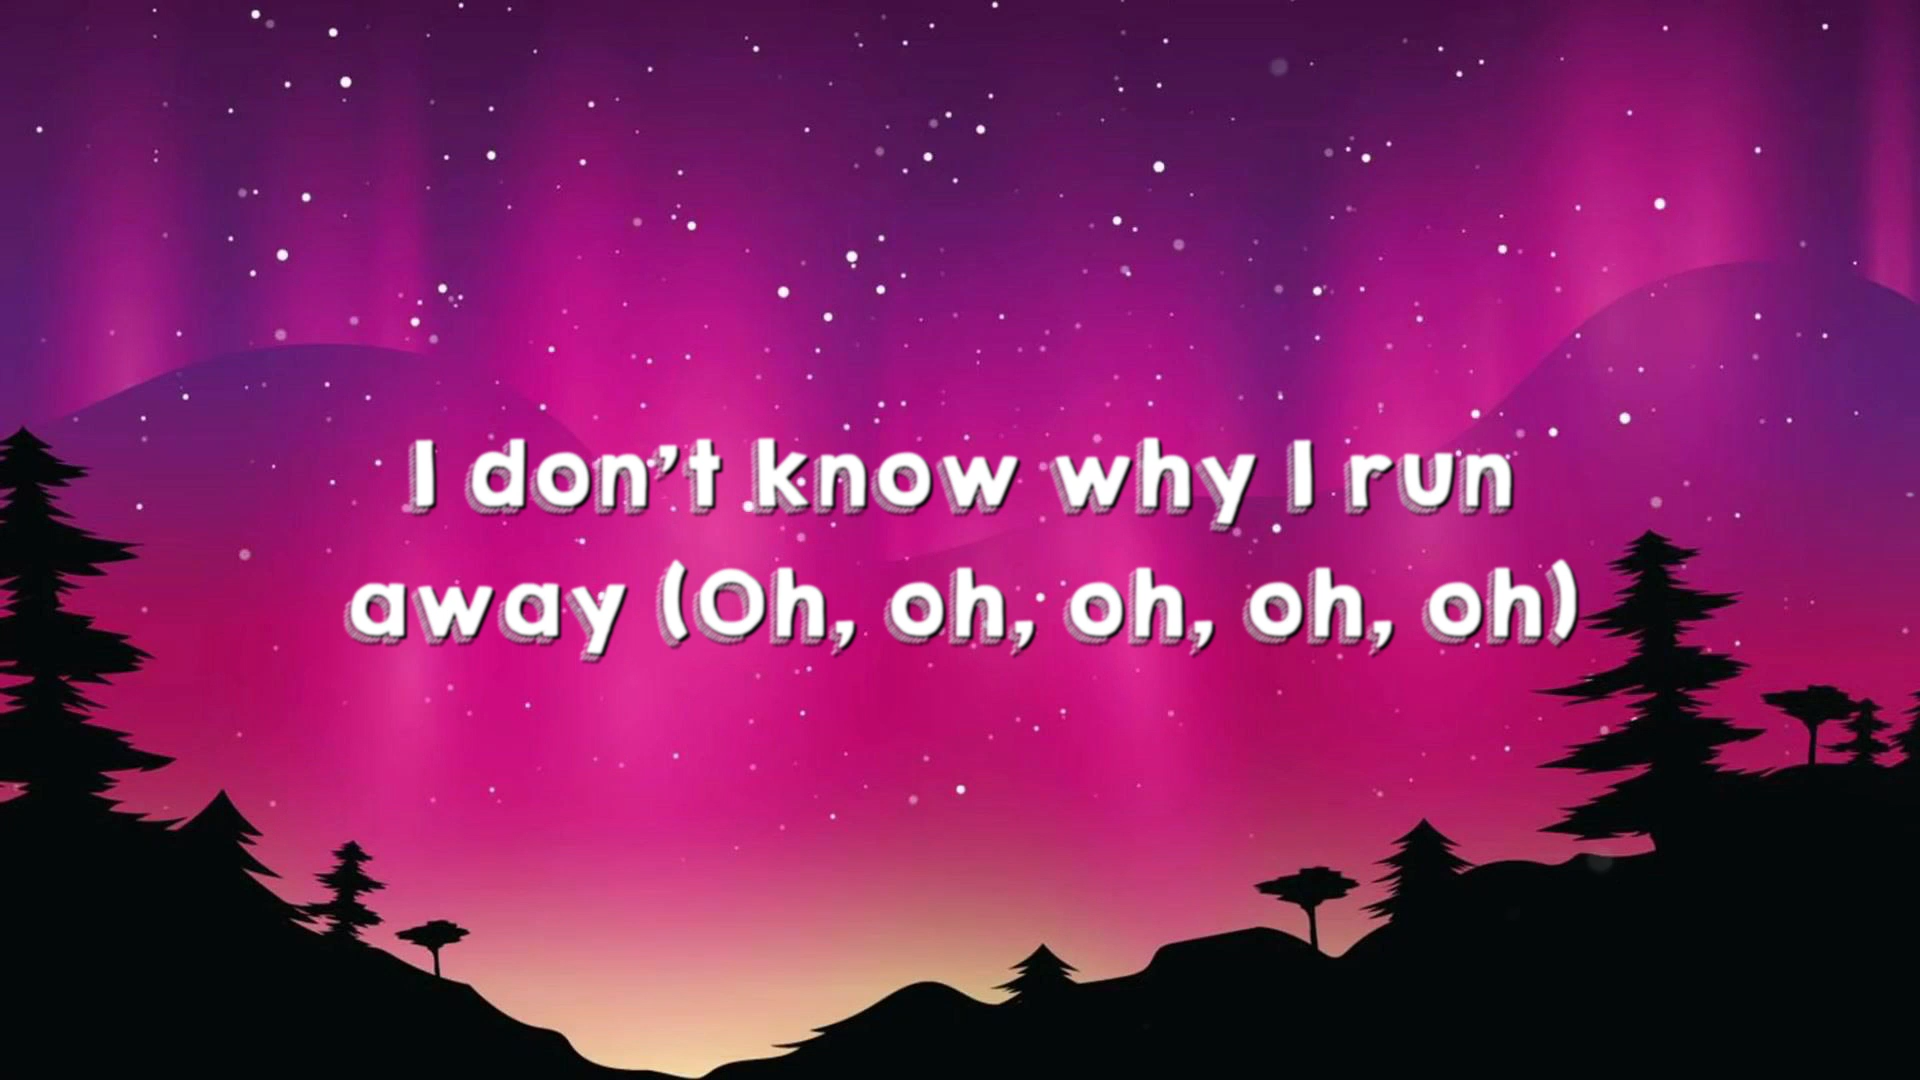 I don't know why I run
away (Oh, oh, oh, oh, oh)